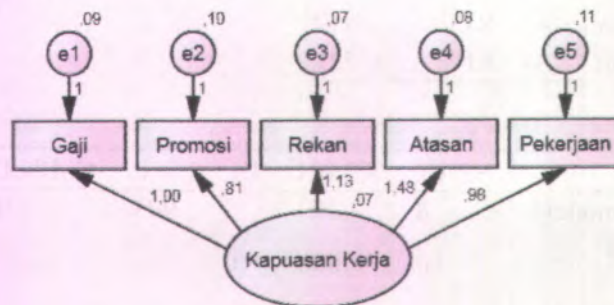 ,09 ,10 ,07 ,08 ,11
e1 e2 e3 e4 e5
1 1 1 1 1
Gaji Promosi Rekan Atasan Pekerjaan
1,00 ,81 1,13 1,48 ,98
,07
Kapuasan Kerja